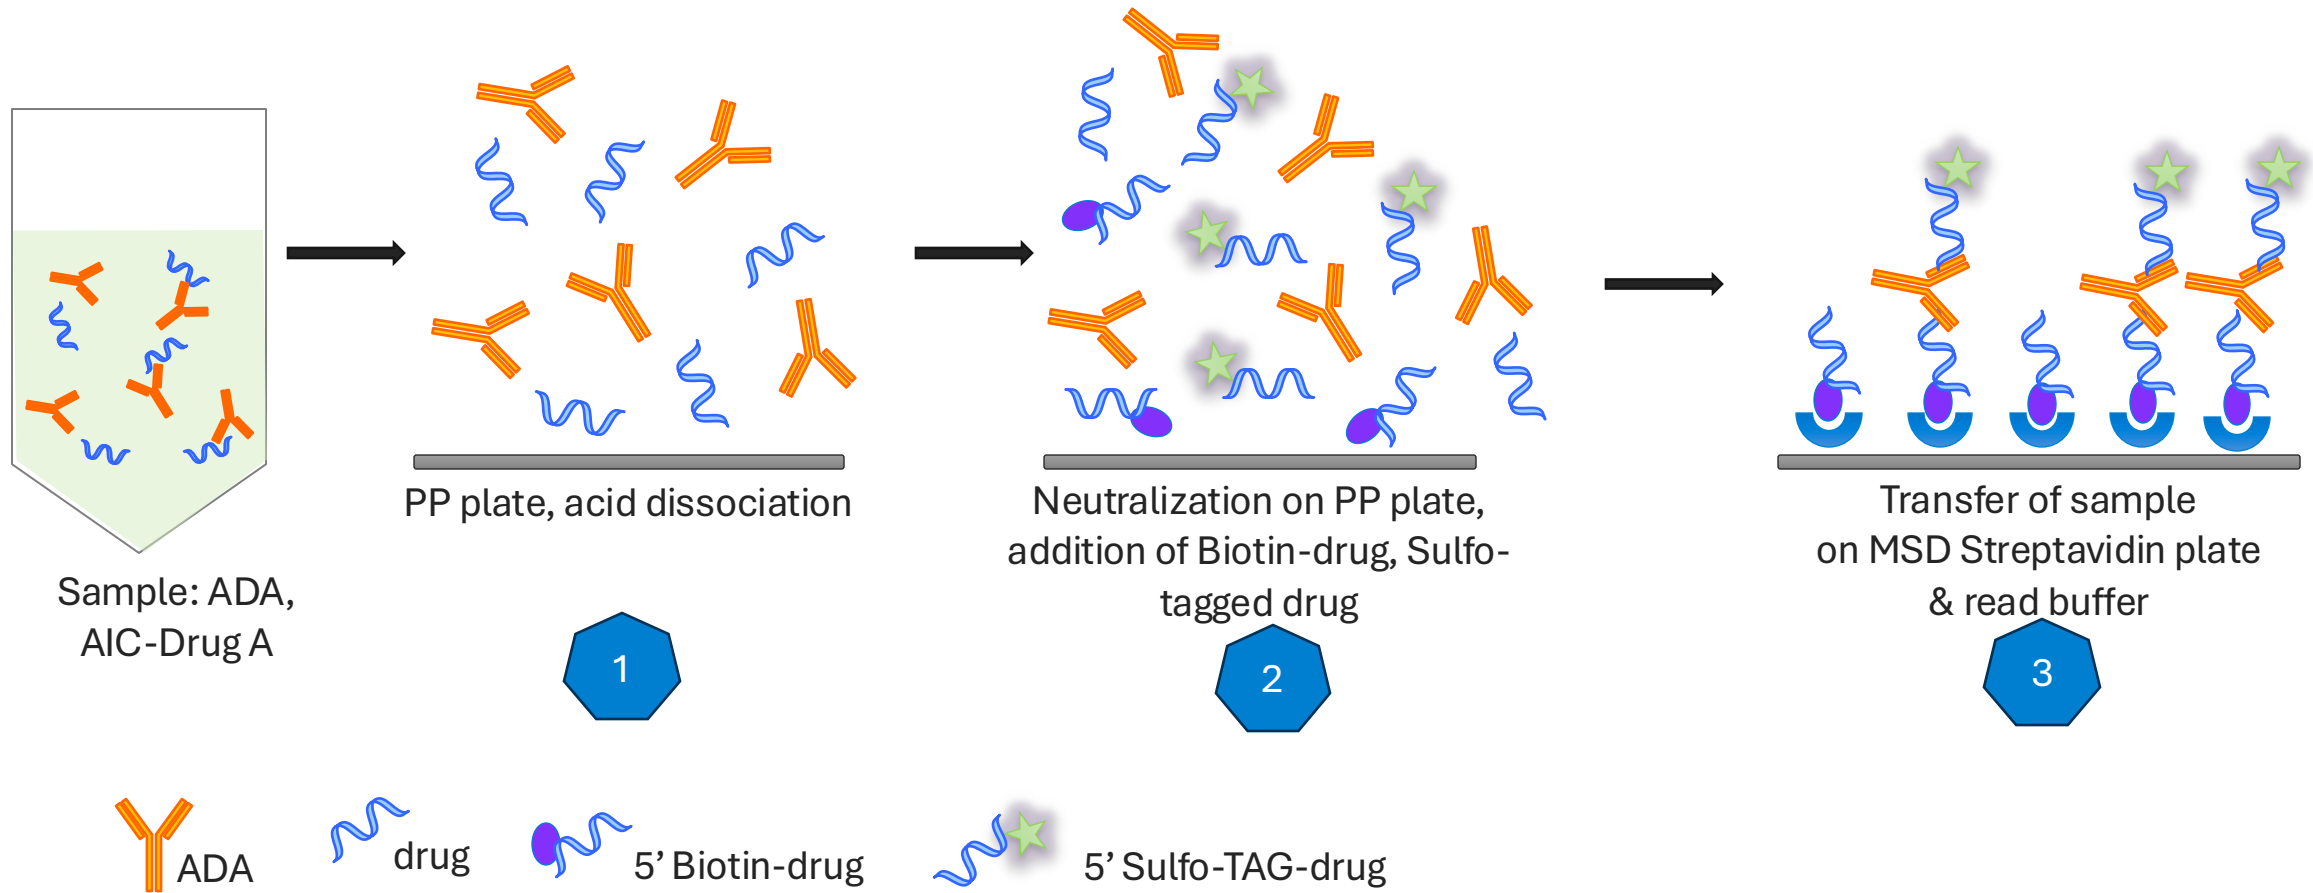 Sample: ADA,
AIC-Drug A
PP plate, acid dissociation
1
Neutralization on PP plate,
addition of Biotin-drug, Sulfo-
tagged drug
2
Transfer of sample
on MSD Streptavidin plate
& read buffer
3
ADA
drug
5’ Biotin-drug
5’ Sulfo-TAG-drug